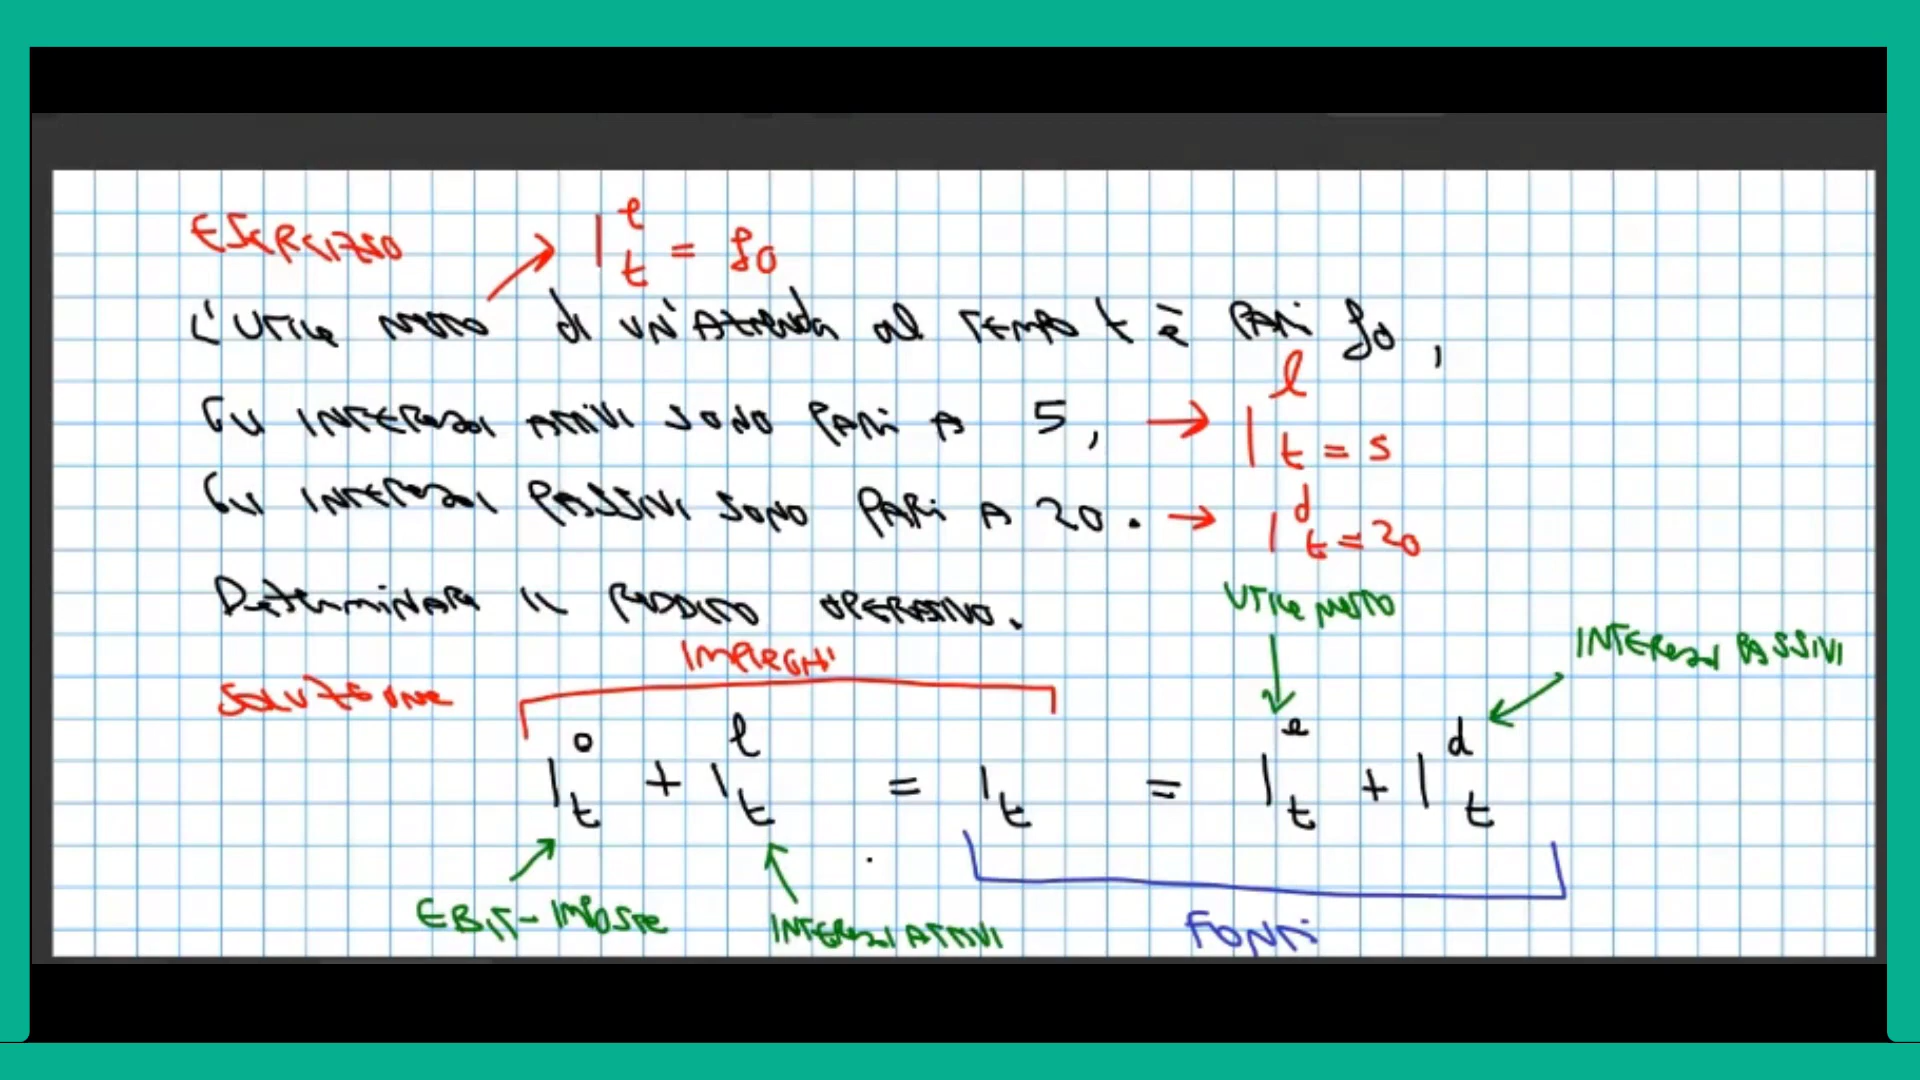 ESERCIZIO
I^e_t = 80
L'UTILE NETTO di UN'AZIENDA al TEMPO t è PARI 80,
GLI INTERESSI ATTIVI SONO PARI A 5, → I^l_t = 5
GLI INTERESSI PASSIVI SONO PARI A 20. → I^d_t = 20
DETERMINARE IL REDDITO OPERATIVO.
UTILE NETTO
INTERESSI PASSIVI
IMPIEGHI
SOLUZIONE
I^o_t + I^l_t = I_t = I^e_t + I^d_t
EBIT - IMPOSTE
INTERESSI ATTIVI
FONTI